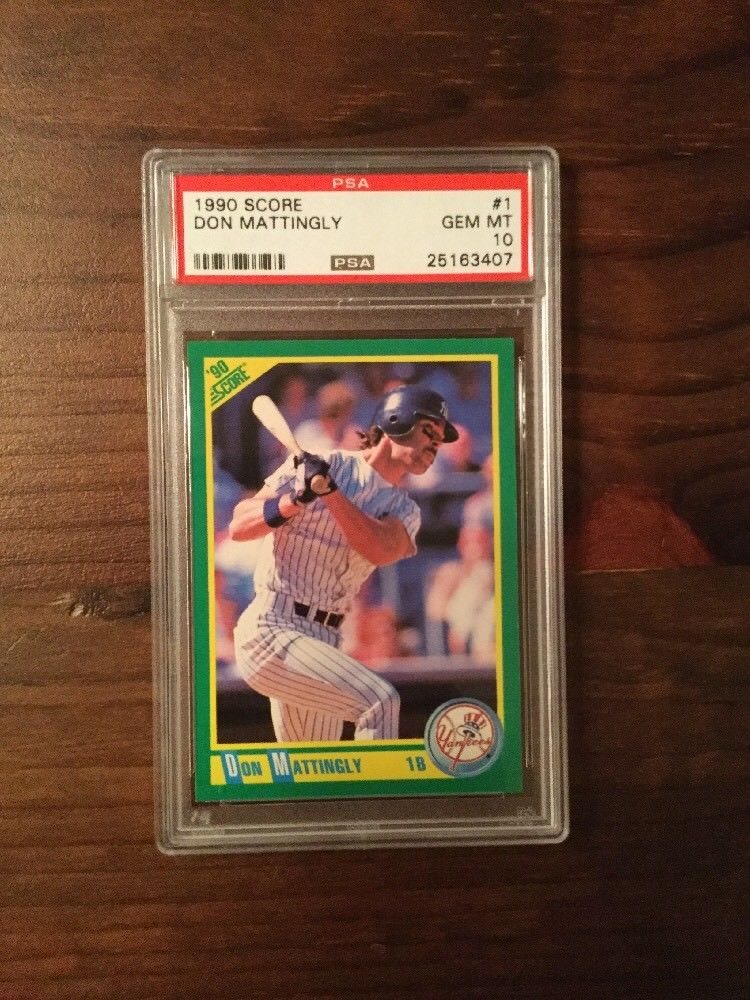 PSA
1990 SCORE #1
DON MATTINGLY GEM MT
10
PSA 25163407
'90
SCORE
DON MATTINGLY 1B
Yankees